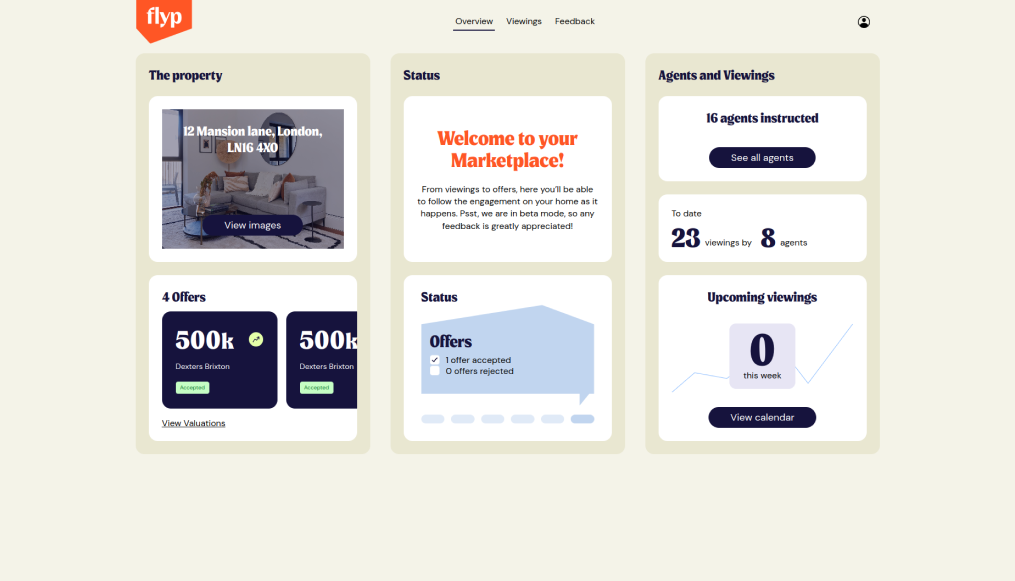 flyp
Overview
Viewings
Feedback
The property
12 Mansion lane, London,
LN16 4XO
View images
4 Offers
500k
Dexters Brixton
Accepted
500k
Dexters Brixton
Accepted
View Valuations
Status
Welcome to your
Marketplace!
From viewings to offers, here you'll be able
to follow the engagement on your home as it
happens. Psst, we are in beta mode, so any
feedback is greatly appreciated!
Status
Offers
1 offer accepted
0 offers rejected
Agents and Viewings
16 agents instructed
See all agents
To date
23 viewings by 8 agents
Upcoming viewings
0
this week
View calendar